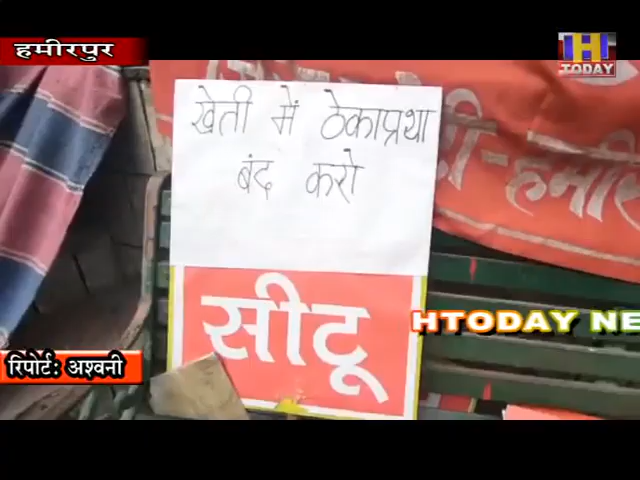 हमीरपुर
H
TODAY
खेती में ठेकाप्रथा
बंद करो
सीटू
HTODAY NE
रिपोर्ट: अश्वनी